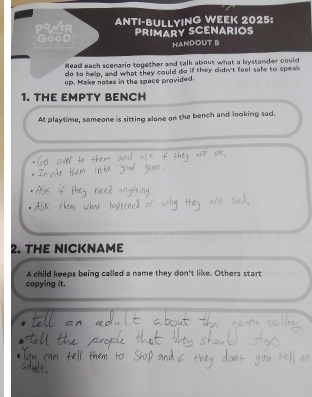 POWER
FOR
GOOD
ANTI-BULLYING WEEK 2025:
PRIMARY SCENARIOS
HANDOUT B
Read each scenario together and talk about what a bystander could
do to help, and what they could do if they didn't feel safe to speak
up. Make notes in the space provided.
1. THE EMPTY BENCH
At playtime, someone is sitting alone on the bench and looking sad.
• Go over to them and ask if they are ok.
• Invite them into your game.
• Ask if they need anything.
• ASK them what happened or why they are sad.
2. THE NICKNAME
A child keeps being called a name they don't like. Others start
copying it.
• tell an adult about the name calling
• tell the people that they should stop
• You can tell them to stop and if they dont you tell an
adult.